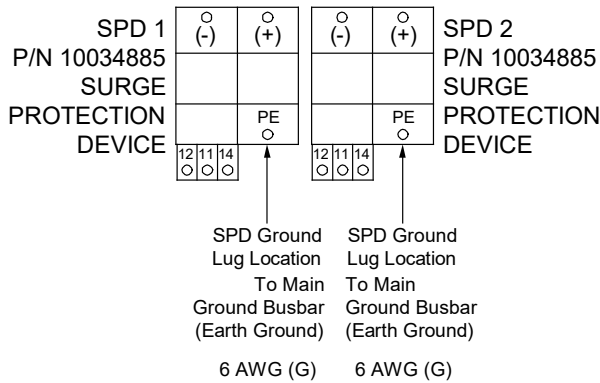 SPD 1
P/N 10034885
SURGE
PROTECTION
DEVICE
(-) (+)
PE
12 11 14
(-) (+)
PE
12 11 14
SPD 2
P/N 10034885
SURGE
PROTECTION
DEVICE
SPD Ground
Lug Location
To Main
Ground Busbar
(Earth Ground)
6 AWG (G)
SPD Ground
Lug Location
To Main
Ground Busbar
(Earth Ground)
6 AWG (G)